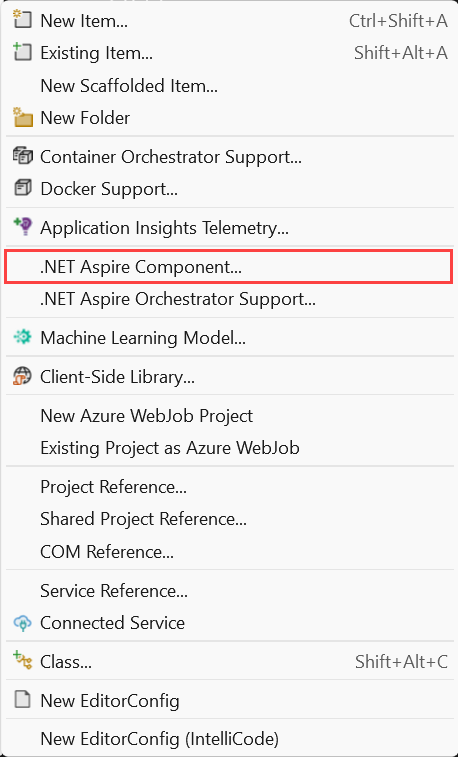 New Item... Ctrl+Shift+A
Existing Item... Shift+Alt+A
New Scaffolded Item...
New Folder
Container Orchestrator Support...
Docker Support...
Application Insights Telemetry...
.NET Aspire Component...
.NET Aspire Orchestrator Support...
Machine Learning Model...
Client-Side Library...
New Azure WebJob Project
Existing Project as Azure WebJob
Project Reference...
Shared Project Reference...
COM Reference...
Service Reference...
Connected Service
Class... Shift+Alt+C
New EditorConfig
New EditorConfig (IntelliCode)